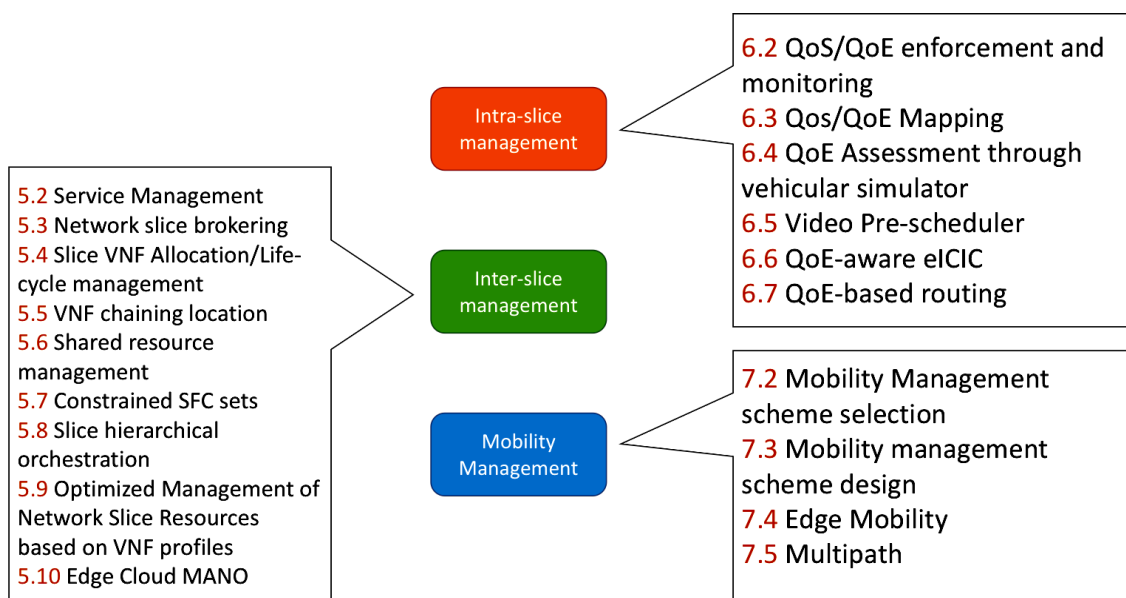 Intra-slice
management
6.2 QoS/QoE enforcement and
monitoring
6.3 Qos/QoE Mapping
6.4 QoE Assessment through
vehicular simulator
6.5 Video Pre-scheduler
6.6 QoE-aware eICIC
6.7 QoE-based routing
5.2 Service Management
5.3 Network slice brokering
5.4 Slice VNF Allocation/Life-
cycle management
5.5 VNF chaining location
5.6 Shared resource
management
5.7 Constrained SFC sets
5.8 Slice hierarchical
orchestration
5.9 Optimized Management of
Network Slice Resources
based on VNF profiles
5.10 Edge Cloud MANO
Inter-slice
management
Mobility
Management
7.2 Mobility Management
scheme selection
7.3 Mobility management
scheme design
7.4 Edge Mobility
7.5 Multipath